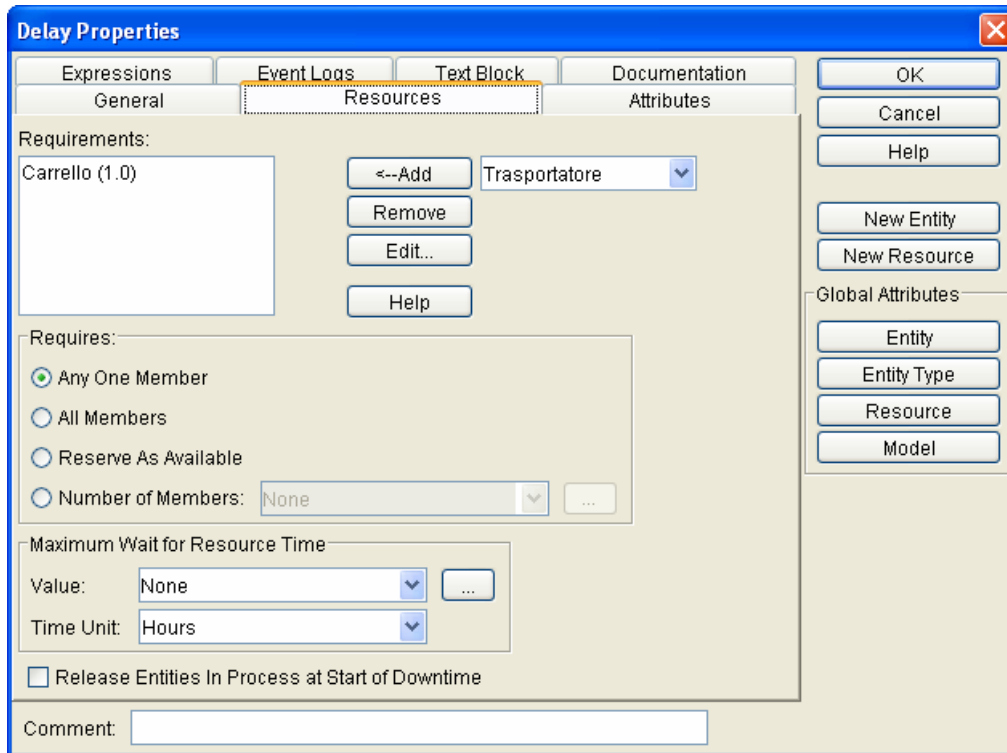 Delay Properties
Expressions Event Logs Text Block Documentation
General Resources Attributes
OK
Cancel
Help
Requirements:
Carrello (1.0)
<--Add Trasportatore
Remove
Edit...
Help
New Entity
New Resource
Global Attributes
Entity
Entity Type
Resource
Model
Requires:
Any One Member
All Members
Reserve As Available
Number of Members: None ...
Maximum Wait for Resource Time
Value: None ...
Time Unit: Hours
Release Entities In Process at Start of Downtime
Comment: